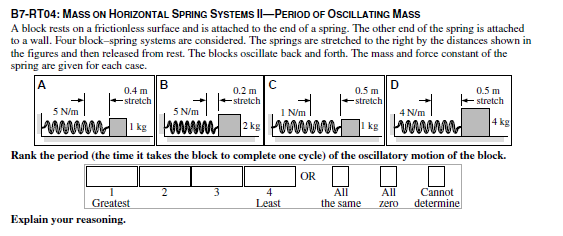 B7-RT04: MASS ON HORIZONTAL SPRING SYSTEMS II—PERIOD OF OSCILLATING MASS
A block rests on a frictionless surface and is attached to the end of a spring. The other end of the spring is attached
to a wall. Four block–spring systems are considered. The springs are stretched to the right by the distances shown in
the figures and then released from rest. The blocks oscillate back and forth. The mass and force constant of the
spring are given for each case.
A
0.4 m
stretch
5 N/m
1 kg
B
0.2 m
stretch
5 N/m
2 kg
C
0.5 m
stretch
1 N/m
1 kg
D
0.5 m
stretch
4 N/m
4 kg
Rank the period (the time it takes the block to complete one cycle) of the oscillatory motion of the block.
OR
1 2 3 4 All All Cannot
Greatest Least the same zero determine
Explain your reasoning.